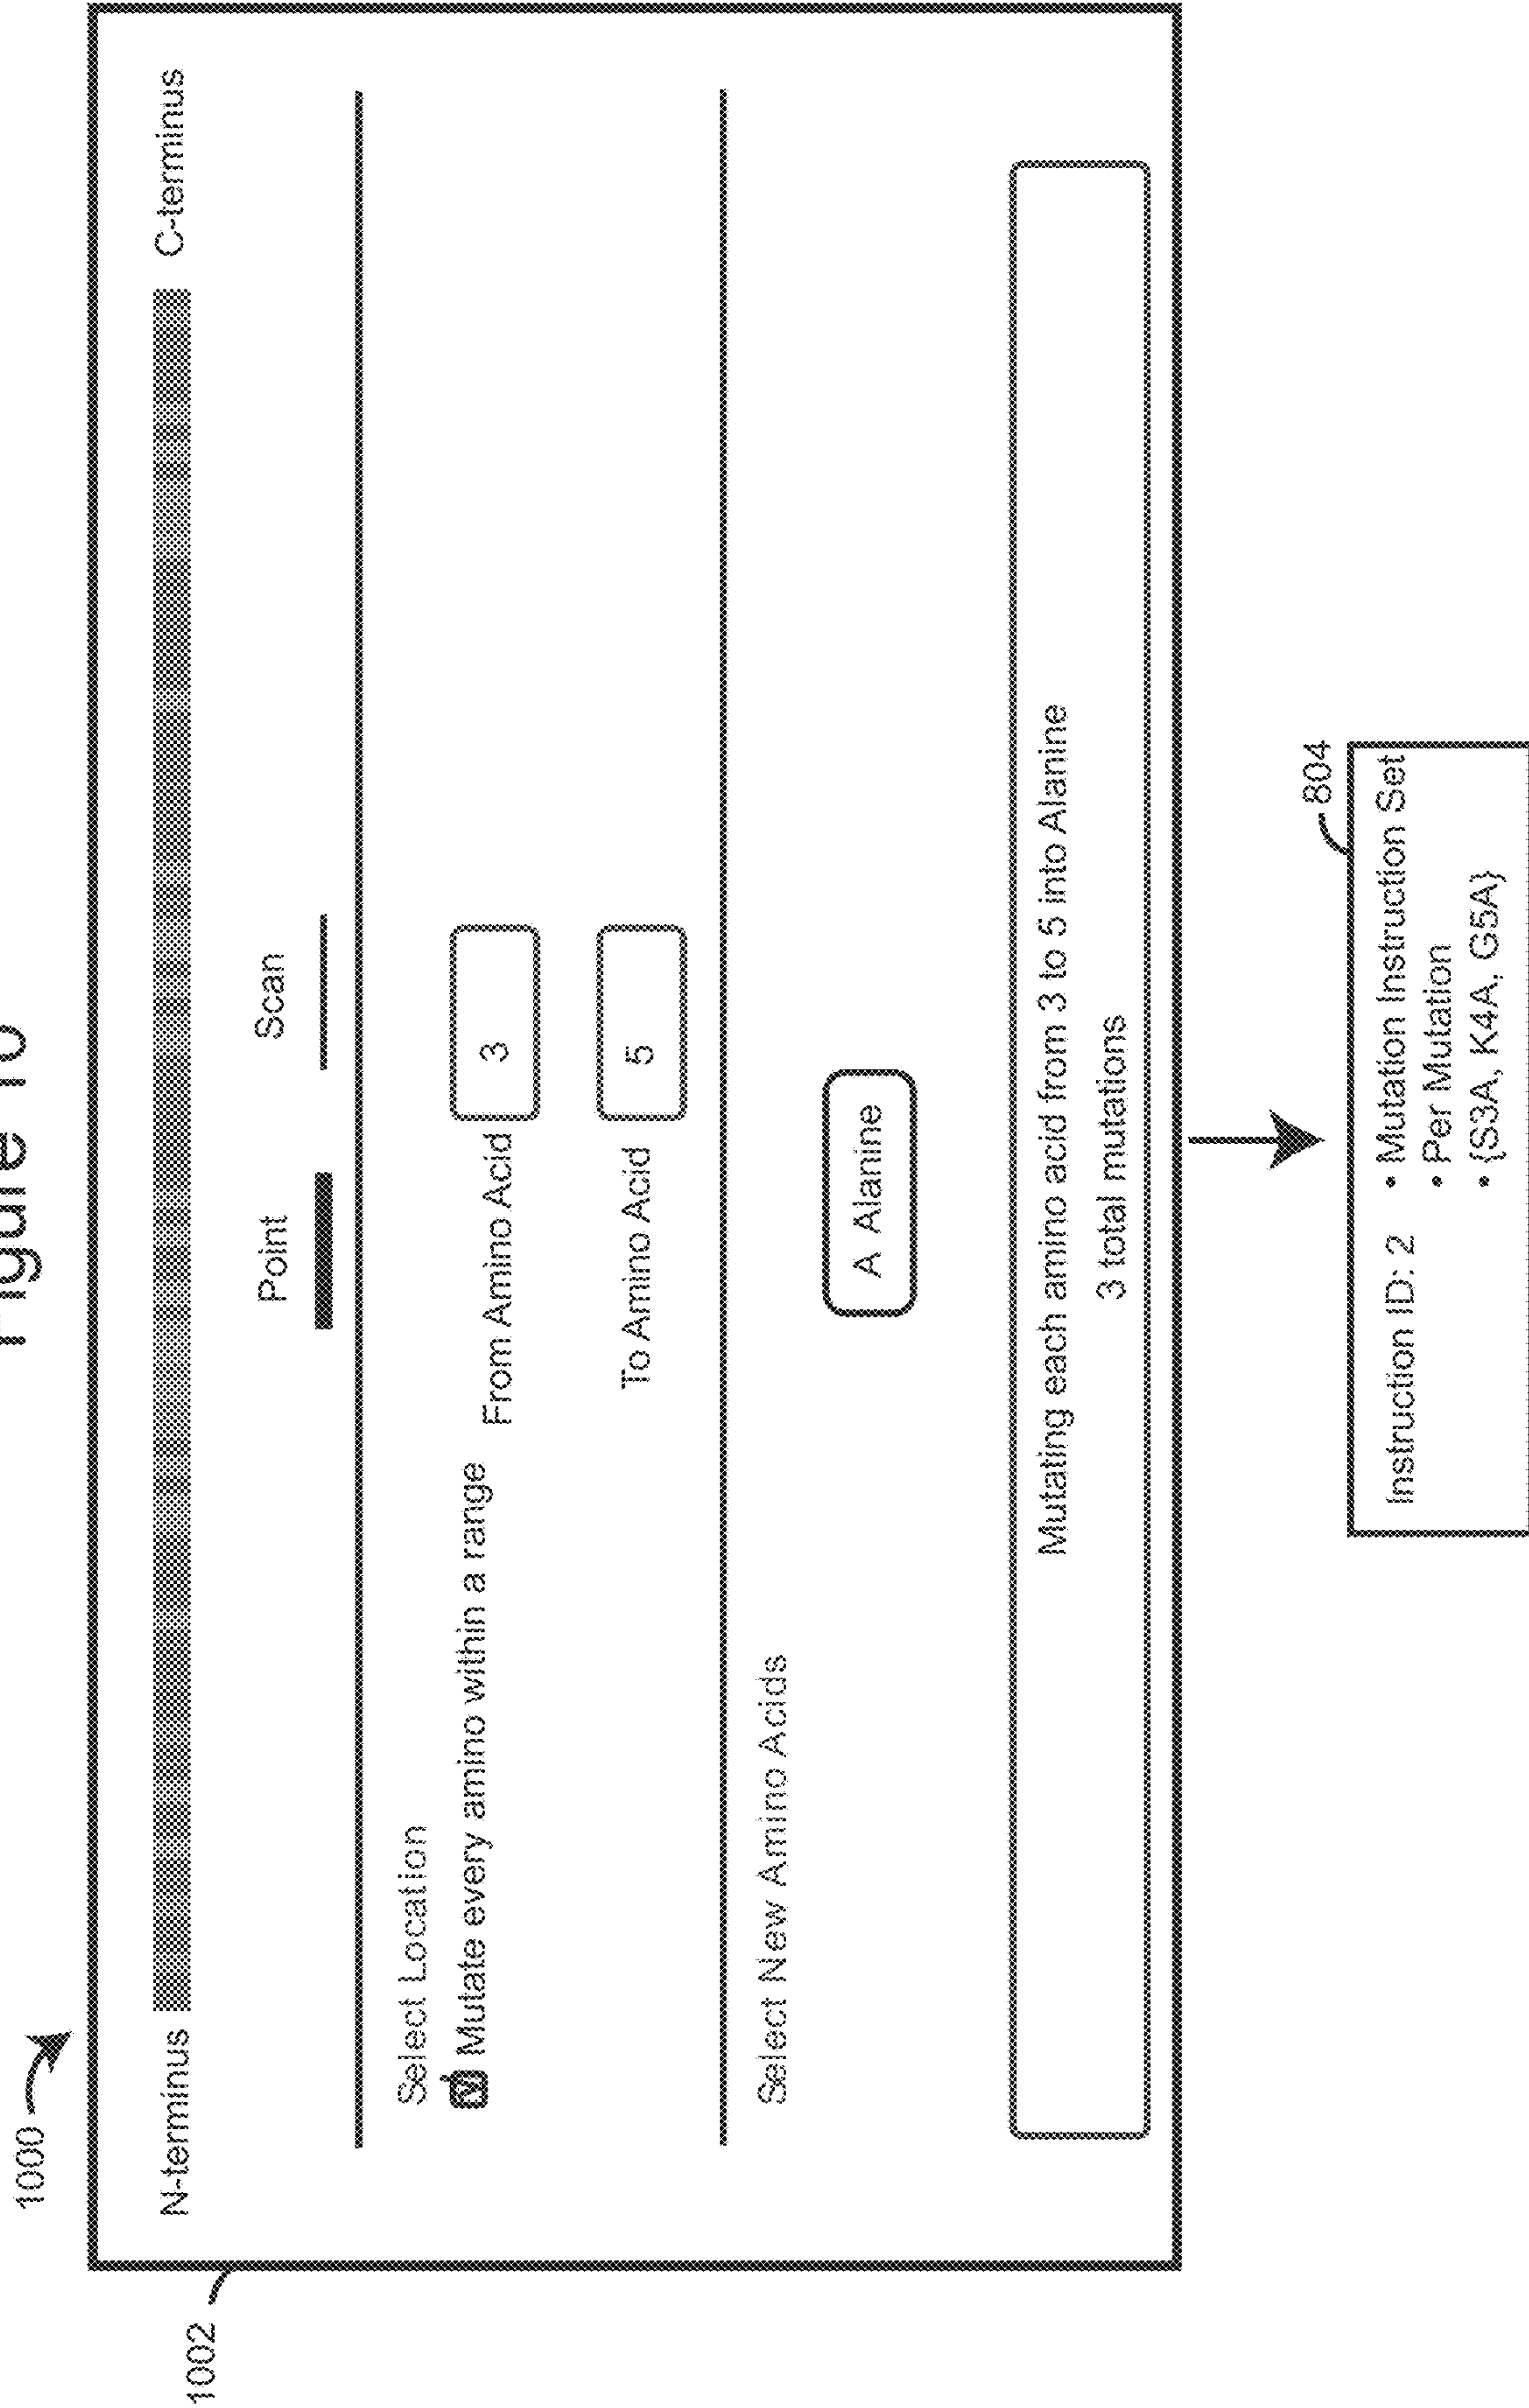 Figure 10
1000
1002
N-terminus
C-terminus
Point
Scan
Select Location
Mutate every amino within a range
From Amino Acid
3
To Amino Acid
5
Select New Amino Acids
A Alanine
Mutating each amino acid from 3 to 5 into Alanine
3 total mutations
804
Instruction ID: 2
• Mutation Instruction Set
• Per Mutation
• {S3A, K4A, G5A}